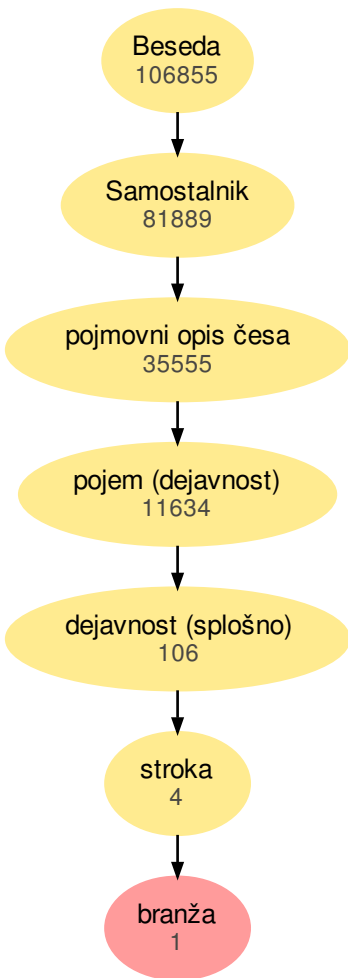 Beseda
106855
Samostalnik
81889
pojmovni opis česa
35555
pojem (dejavnost)
11634
dejavnost (splošno)
106
stroka
4
branža
1